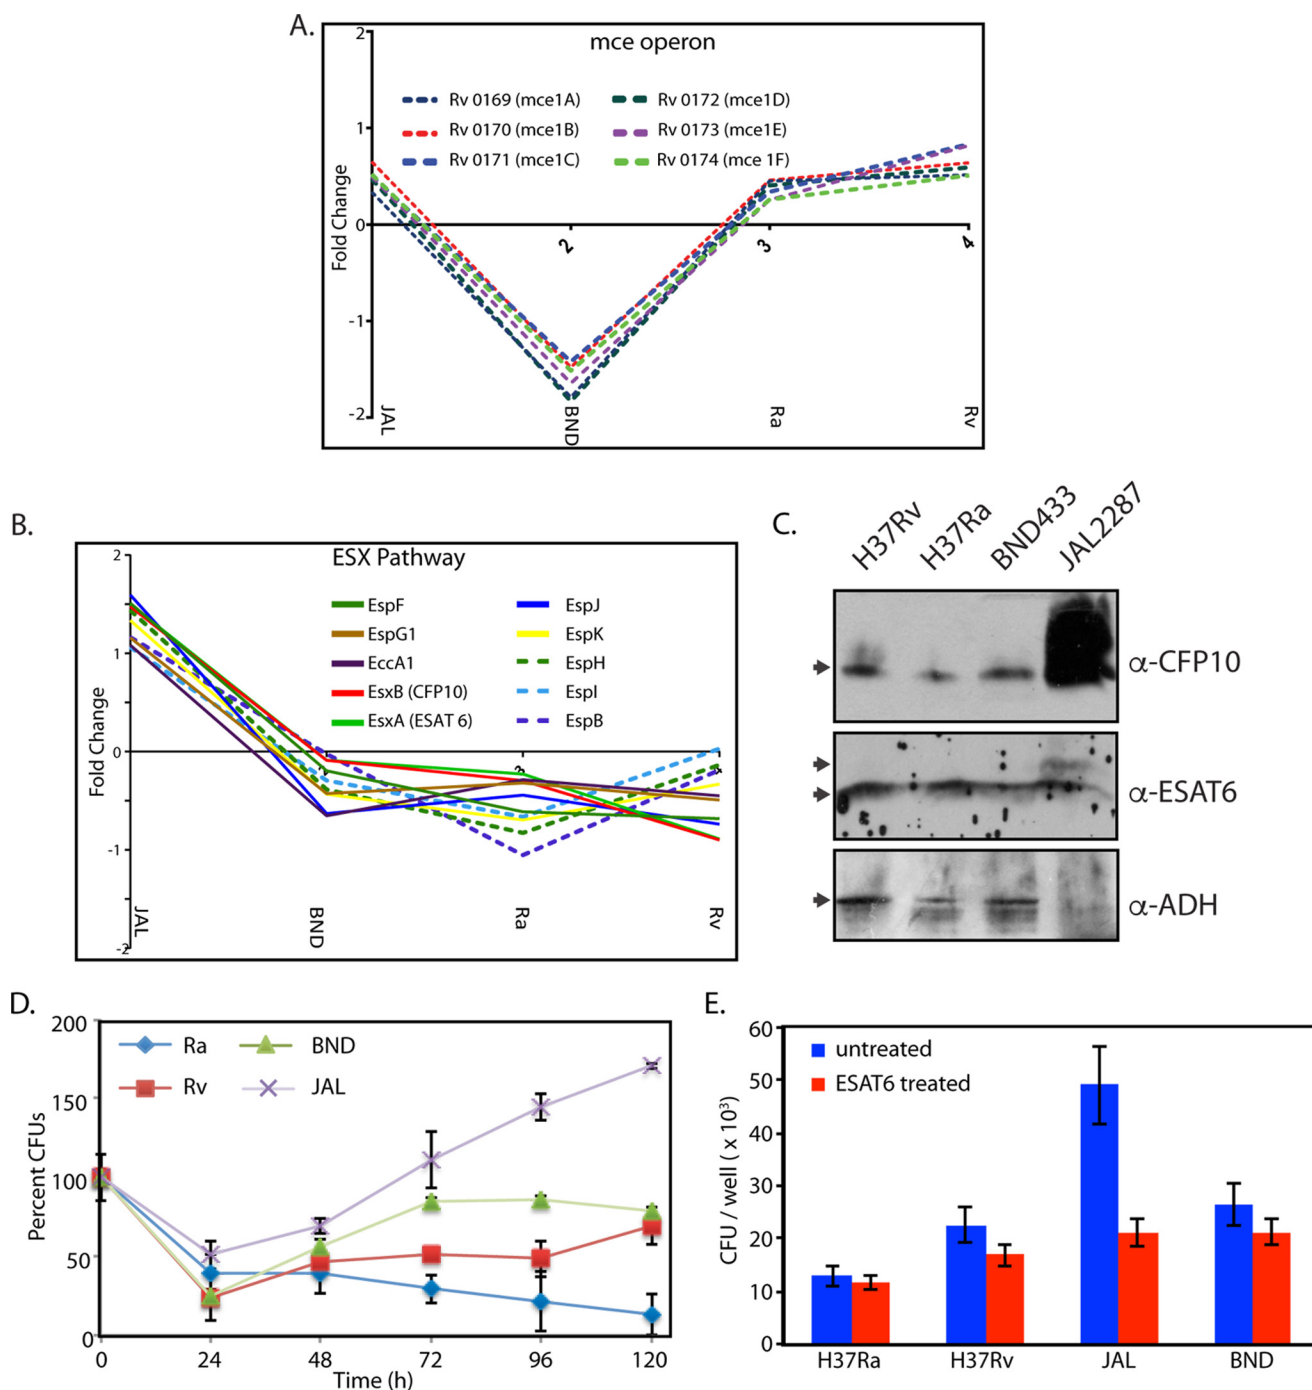 A.
mce operon
2
1
0
-1
-2
Fold Change
Rv 0169 (mce1A)
Rv 0172 (mce1D)
Rv 0170 (mce1B)
Rv 0173 (mce1E)
Rv 0171 (mce1C)
Rv 0174 (mce 1F)
2
3
4
JAL
BND
Ra
Rv
B.
ESX Pathway
2
1
0
-1
-2
Fold Change
EspF
EspJ
EspG1
EspK
EccA1
EspH
EsxB (CFP10)
EspI
EsxA (ESAT 6)
EspB
3
JAL
BND
Ra
Rv
C.
H37Rv
H37Ra
BND433
JAL2287
α-CFP10
α-ESAT6
α-ADH
D.
200
150
100
50
0
Percent CFUs
Ra
BND
Rv
JAL
0 24 48 72 96 120
Time (h)
E.
60
50
40
30
20
10
0
CFU / well ( x 10³)
untreated
ESAT6 treated
H37Ra H37Rv JAL BND